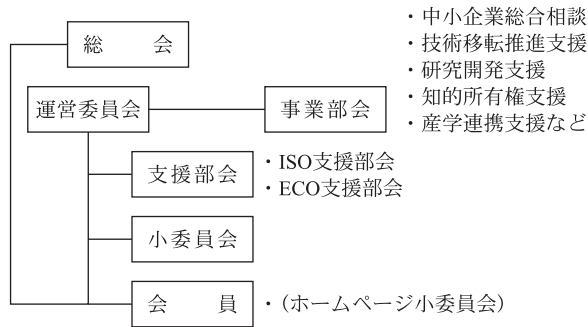 総　会
・中小企業総合相談
・技術移転推進支援
・研究開発支援
・知的所有権支援
・産学連携支援など
運営委員会
事業部会
支援部会
・ISO支援部会
・ECO支援部会
小委員会
会　員
・（ホームページ小委員会）